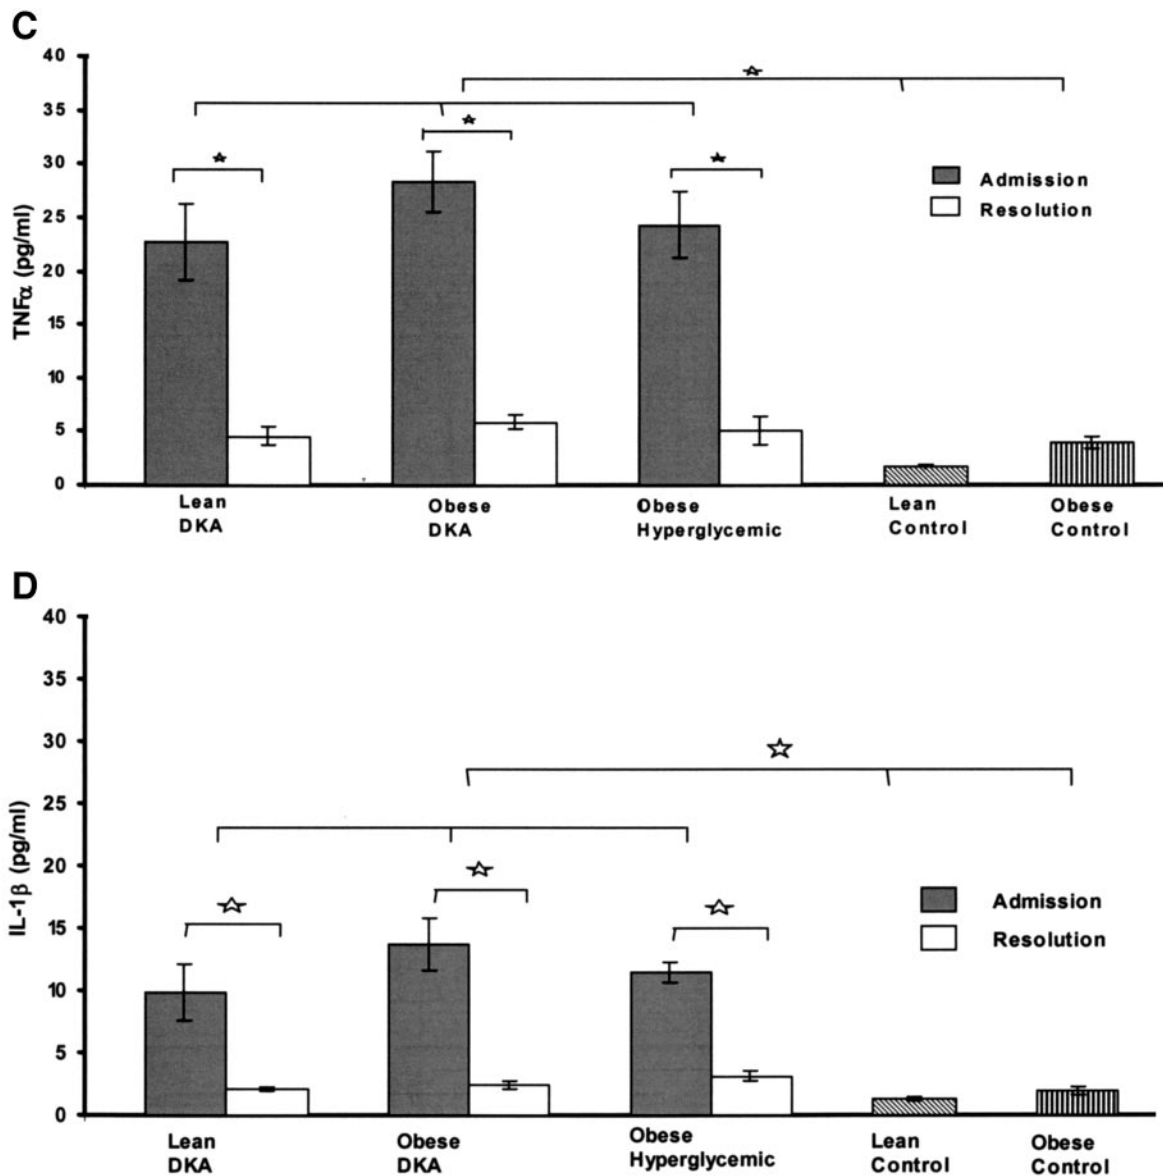 C
40
35
30
25
20
15
10
5
0
TNFα (pg/ml)
Admission
Resolution
Lean
DKA
Obese
DKA
Obese
Hyperglycemic
Lean
Control
Obese
Control
D
40
35
30
25
20
15
10
5
0
IL-1β (pg/ml)
Admission
Resolution
Lean
DKA
Obese
DKA
Obese
Hyperglycemic
Lean
Control
Obese
Control